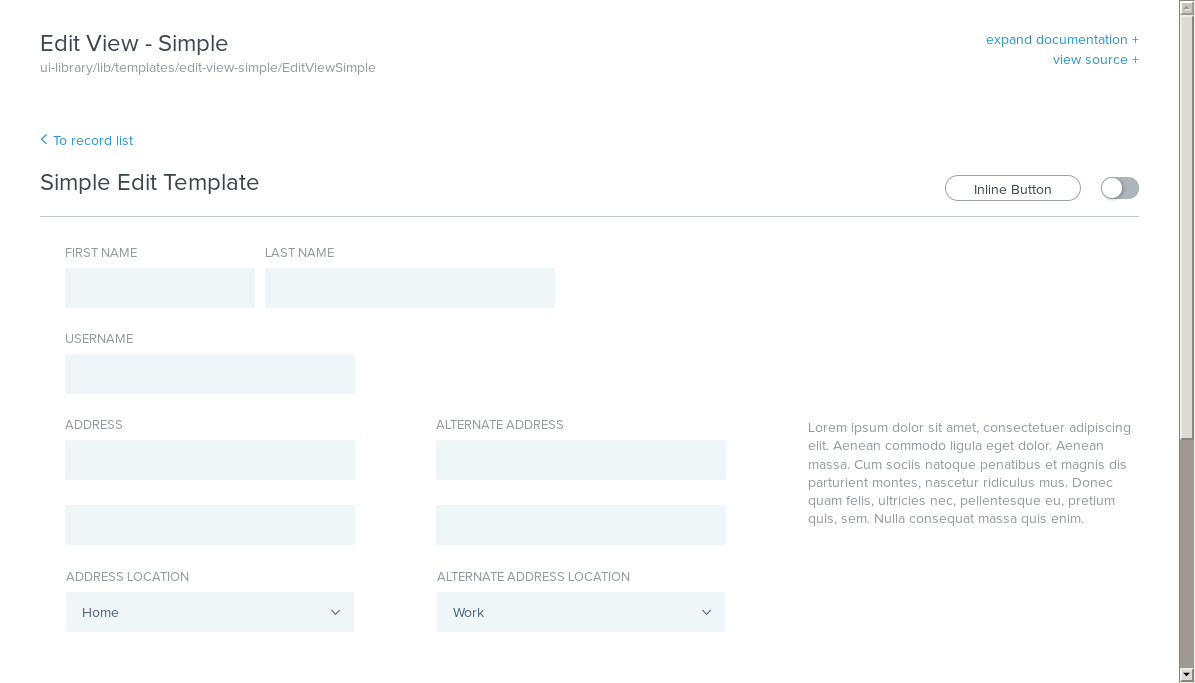 Edit View - Simple
ui-library/lib/templates/edit-view-simple/EditViewSimple
expand documentation +
view source +
To record list
Simple Edit Template
Inline Button
FIRST NAME
LAST NAME
USERNAME
ADDRESS
ALTERNATE ADDRESS
Lorem ipsum dolor sit amet, consectetuer adipiscing
elit. Aenean commodo ligula eget dolor. Aenean
massa. Cum sociis natoque penatibus et magnis dis
parturient montes, nascetur ridiculus mus. Donec
quam felis, ultricies nec, pellentesque eu, pretium
quis, sem. Nulla consequat massa quis enim.
ADDRESS LOCATION
ALTERNATE ADDRESS LOCATION
Home
Work